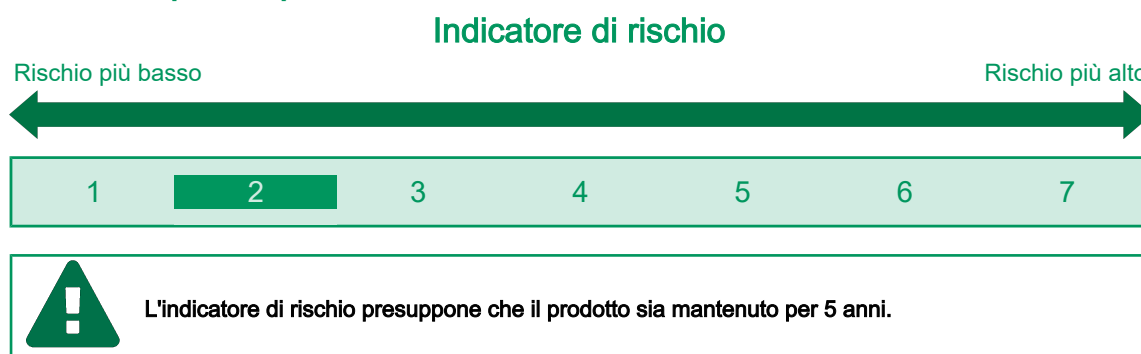 Indicatore di rischio
Rischio più basso Rischio più alto
1 2 3 4 5 6 7
L'indicatore di rischio presuppone che il prodotto sia mantenuto per 5 anni.